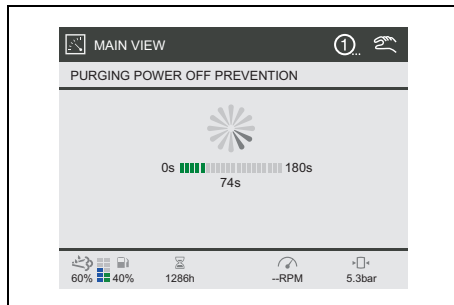 MAIN VIEW 1...
PURGING POWER OFF PREVENTION
0s 180s
74s
60% 40% 1286h --RPM 5.3bar